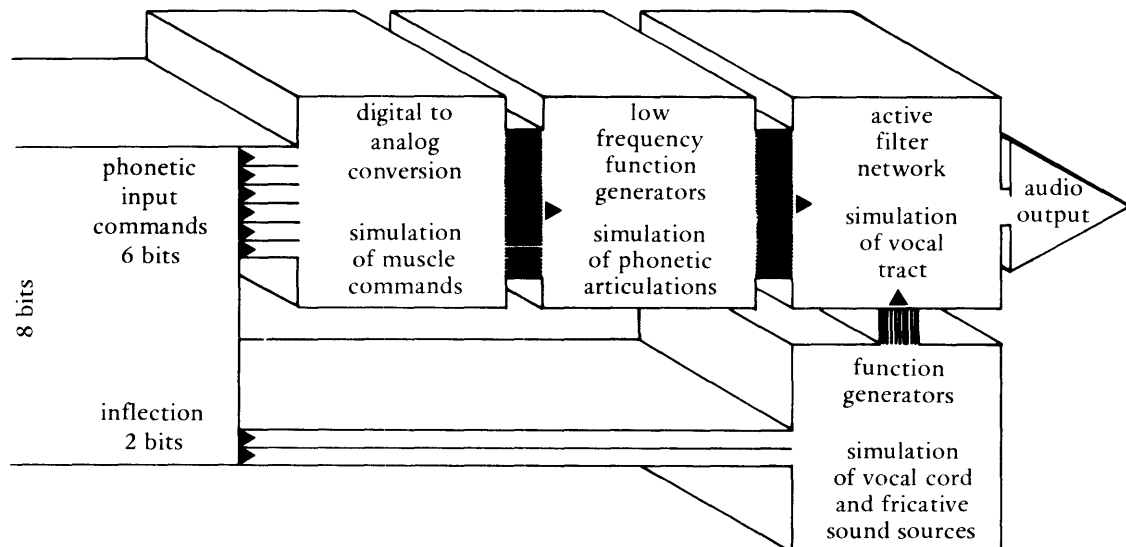 digital to
analog
conversion
simulation
of muscle
commands
low
frequency
function
generators
simulation
of phonetic
articulations
active
filter
network
simulation
of vocal
tract
audio
output
phonetic
input
commands
6 bits
8 bits
inflection
2 bits
function
generators
simulation
of vocal cord
and fricative
sound sources